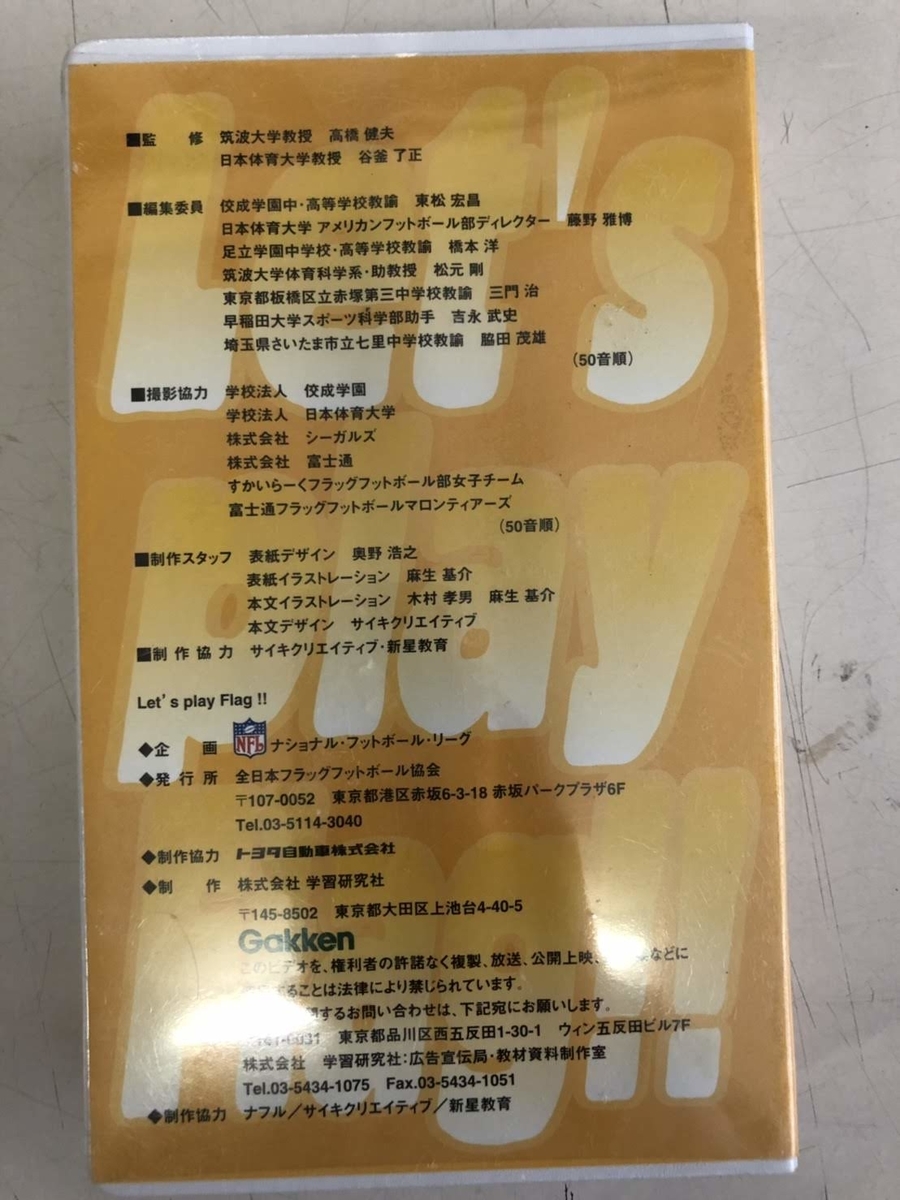 Let's
play
Flag!!
■監　修　筑波大学教授　高橋 健夫
日本体育大学教授　谷釜 了正
■編集委員　佼成学園中・高等学校教諭　東松 宏昌
日本体育大学 アメリカンフットボール部ディレクター　藤野 雅博
足立学園中学校・高等学校教諭　橋本 洋
筑波大学体育科学系・助教授　松元 剛
東京都板橋区立赤塚第三中学校教諭　三門 治
早稲田大学スポーツ科学部助手　吉永 武史
埼玉県さいたま市立七里中学校教諭　脇田 茂雄
（50音順）
■撮影協力　学校法人　佼成学園
学校法人　日本体育大学
株式会社　シーガルズ
株式会社　富士通
すかいらーくフラッグフットボール部女子チーム
富士通フラッグフットボールマロンティアーズ
（50音順）
■制作スタッフ　表紙デザイン　奥野 浩之
表紙イラストレーション　麻生 基介
本文イラストレーション　木村 孝男　麻生 基介
本文デザイン　サイキクリエイティブ
■制作協力　サイキクリエイティブ・新星教育
Let's play Flag !!
◆企　画　NFL ナショナル・フットボール・リーグ
◆発行所　全日本フラッグフットボール協会
〒107-0052　東京都港区赤坂6-3-18 赤坂パークプラザ6F
Tel.03-5114-3040
◆制作協力　トヨタ自動車株式会社
◆制　作　株式会社 学習研究社
〒145-8502　東京都大田区上池台4-40-5
Gakken
このビデオを、権利者の許諾なく複製、放送、公開上映、などに
ることは法律により禁じられています。
するお問い合わせは、下記宛にお願いします。
東京都品川区西五反田1-30-1　ウィン五反田ビル7F
株式会社　学習研究社：広告宣伝局・教材資料制作室
Tel.03-5434-1075　Fax.03-5434-1051
◆制作協力　ナフル／サイキクリエイティブ／新星教育